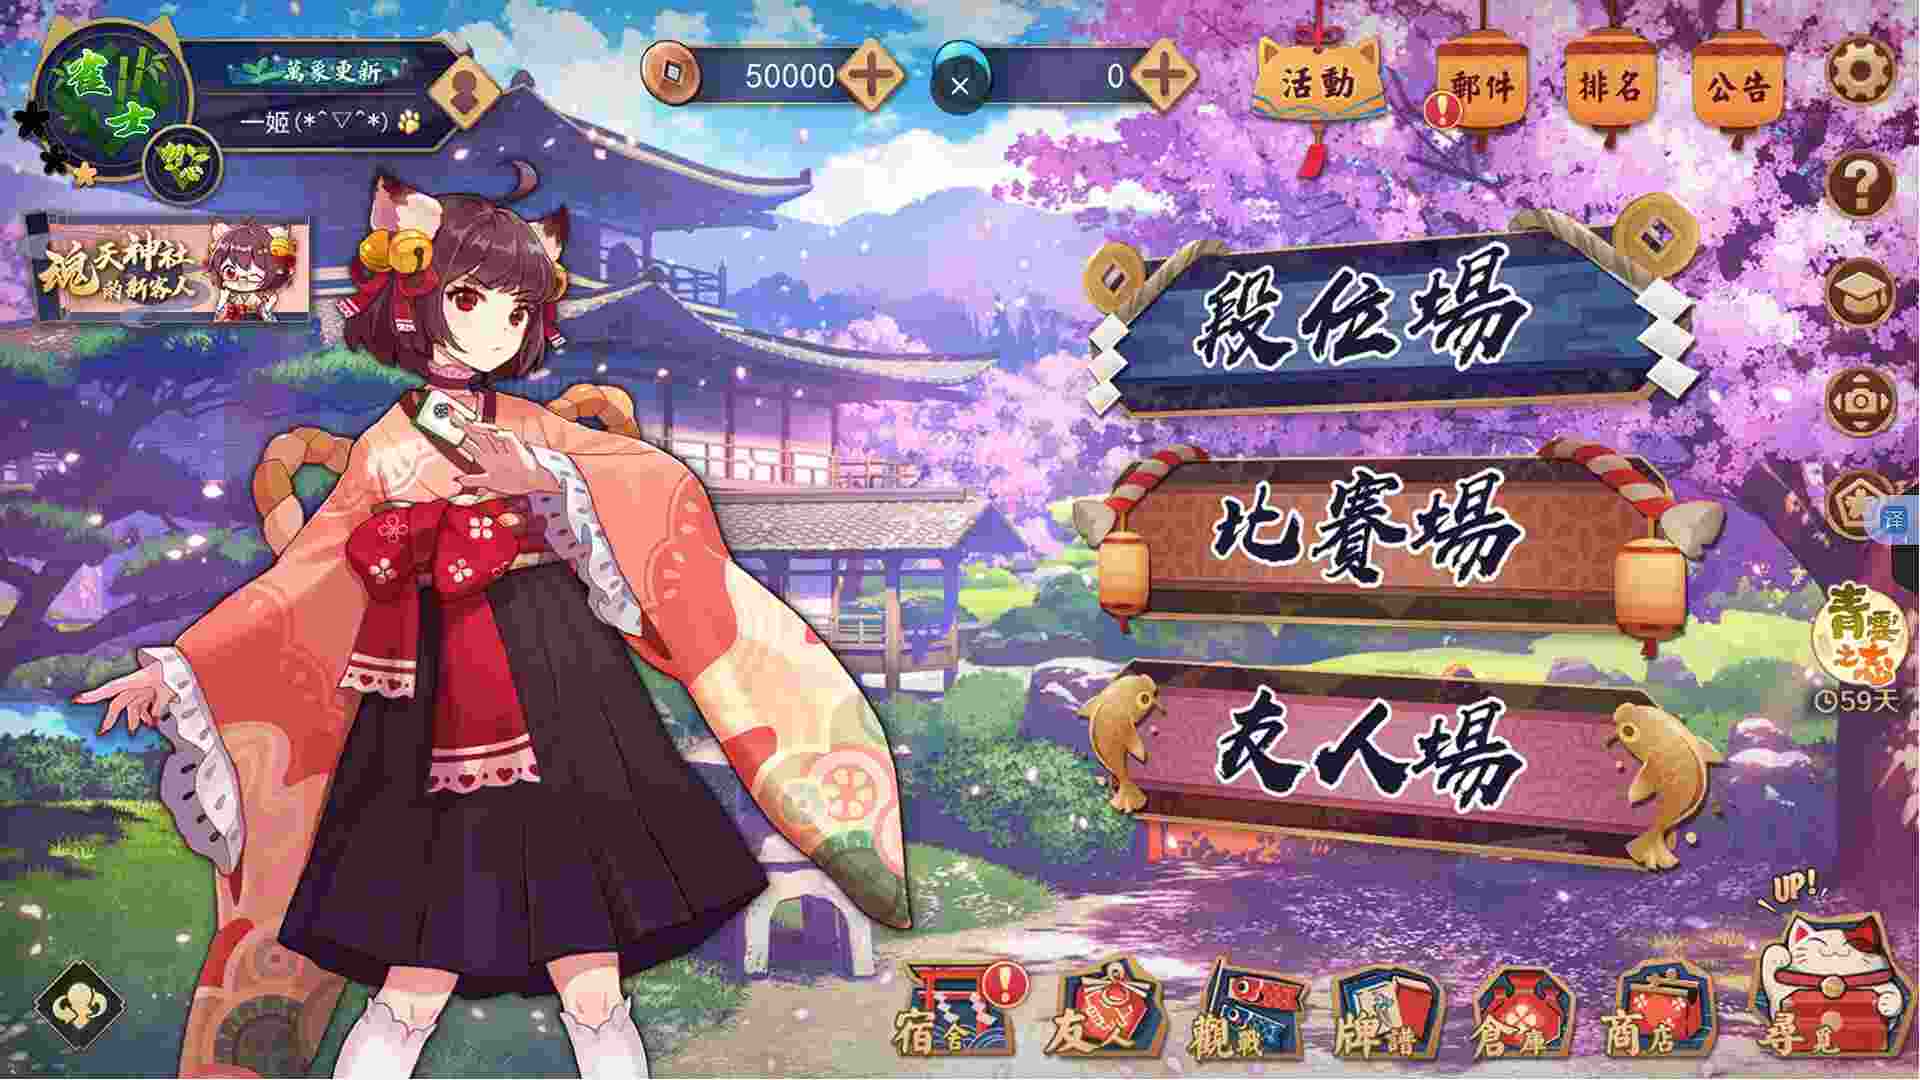 雀士
初心
萬象更新
一姬(*^▽^*)
50000
0
活動
郵件
排名
公告
魂天神社
的新客人
段位場
比賽場
友人場
译
青雲之志
59天
UP!
宿舍
友人
觀戰
牌譜
倉庫
商店
尋覓